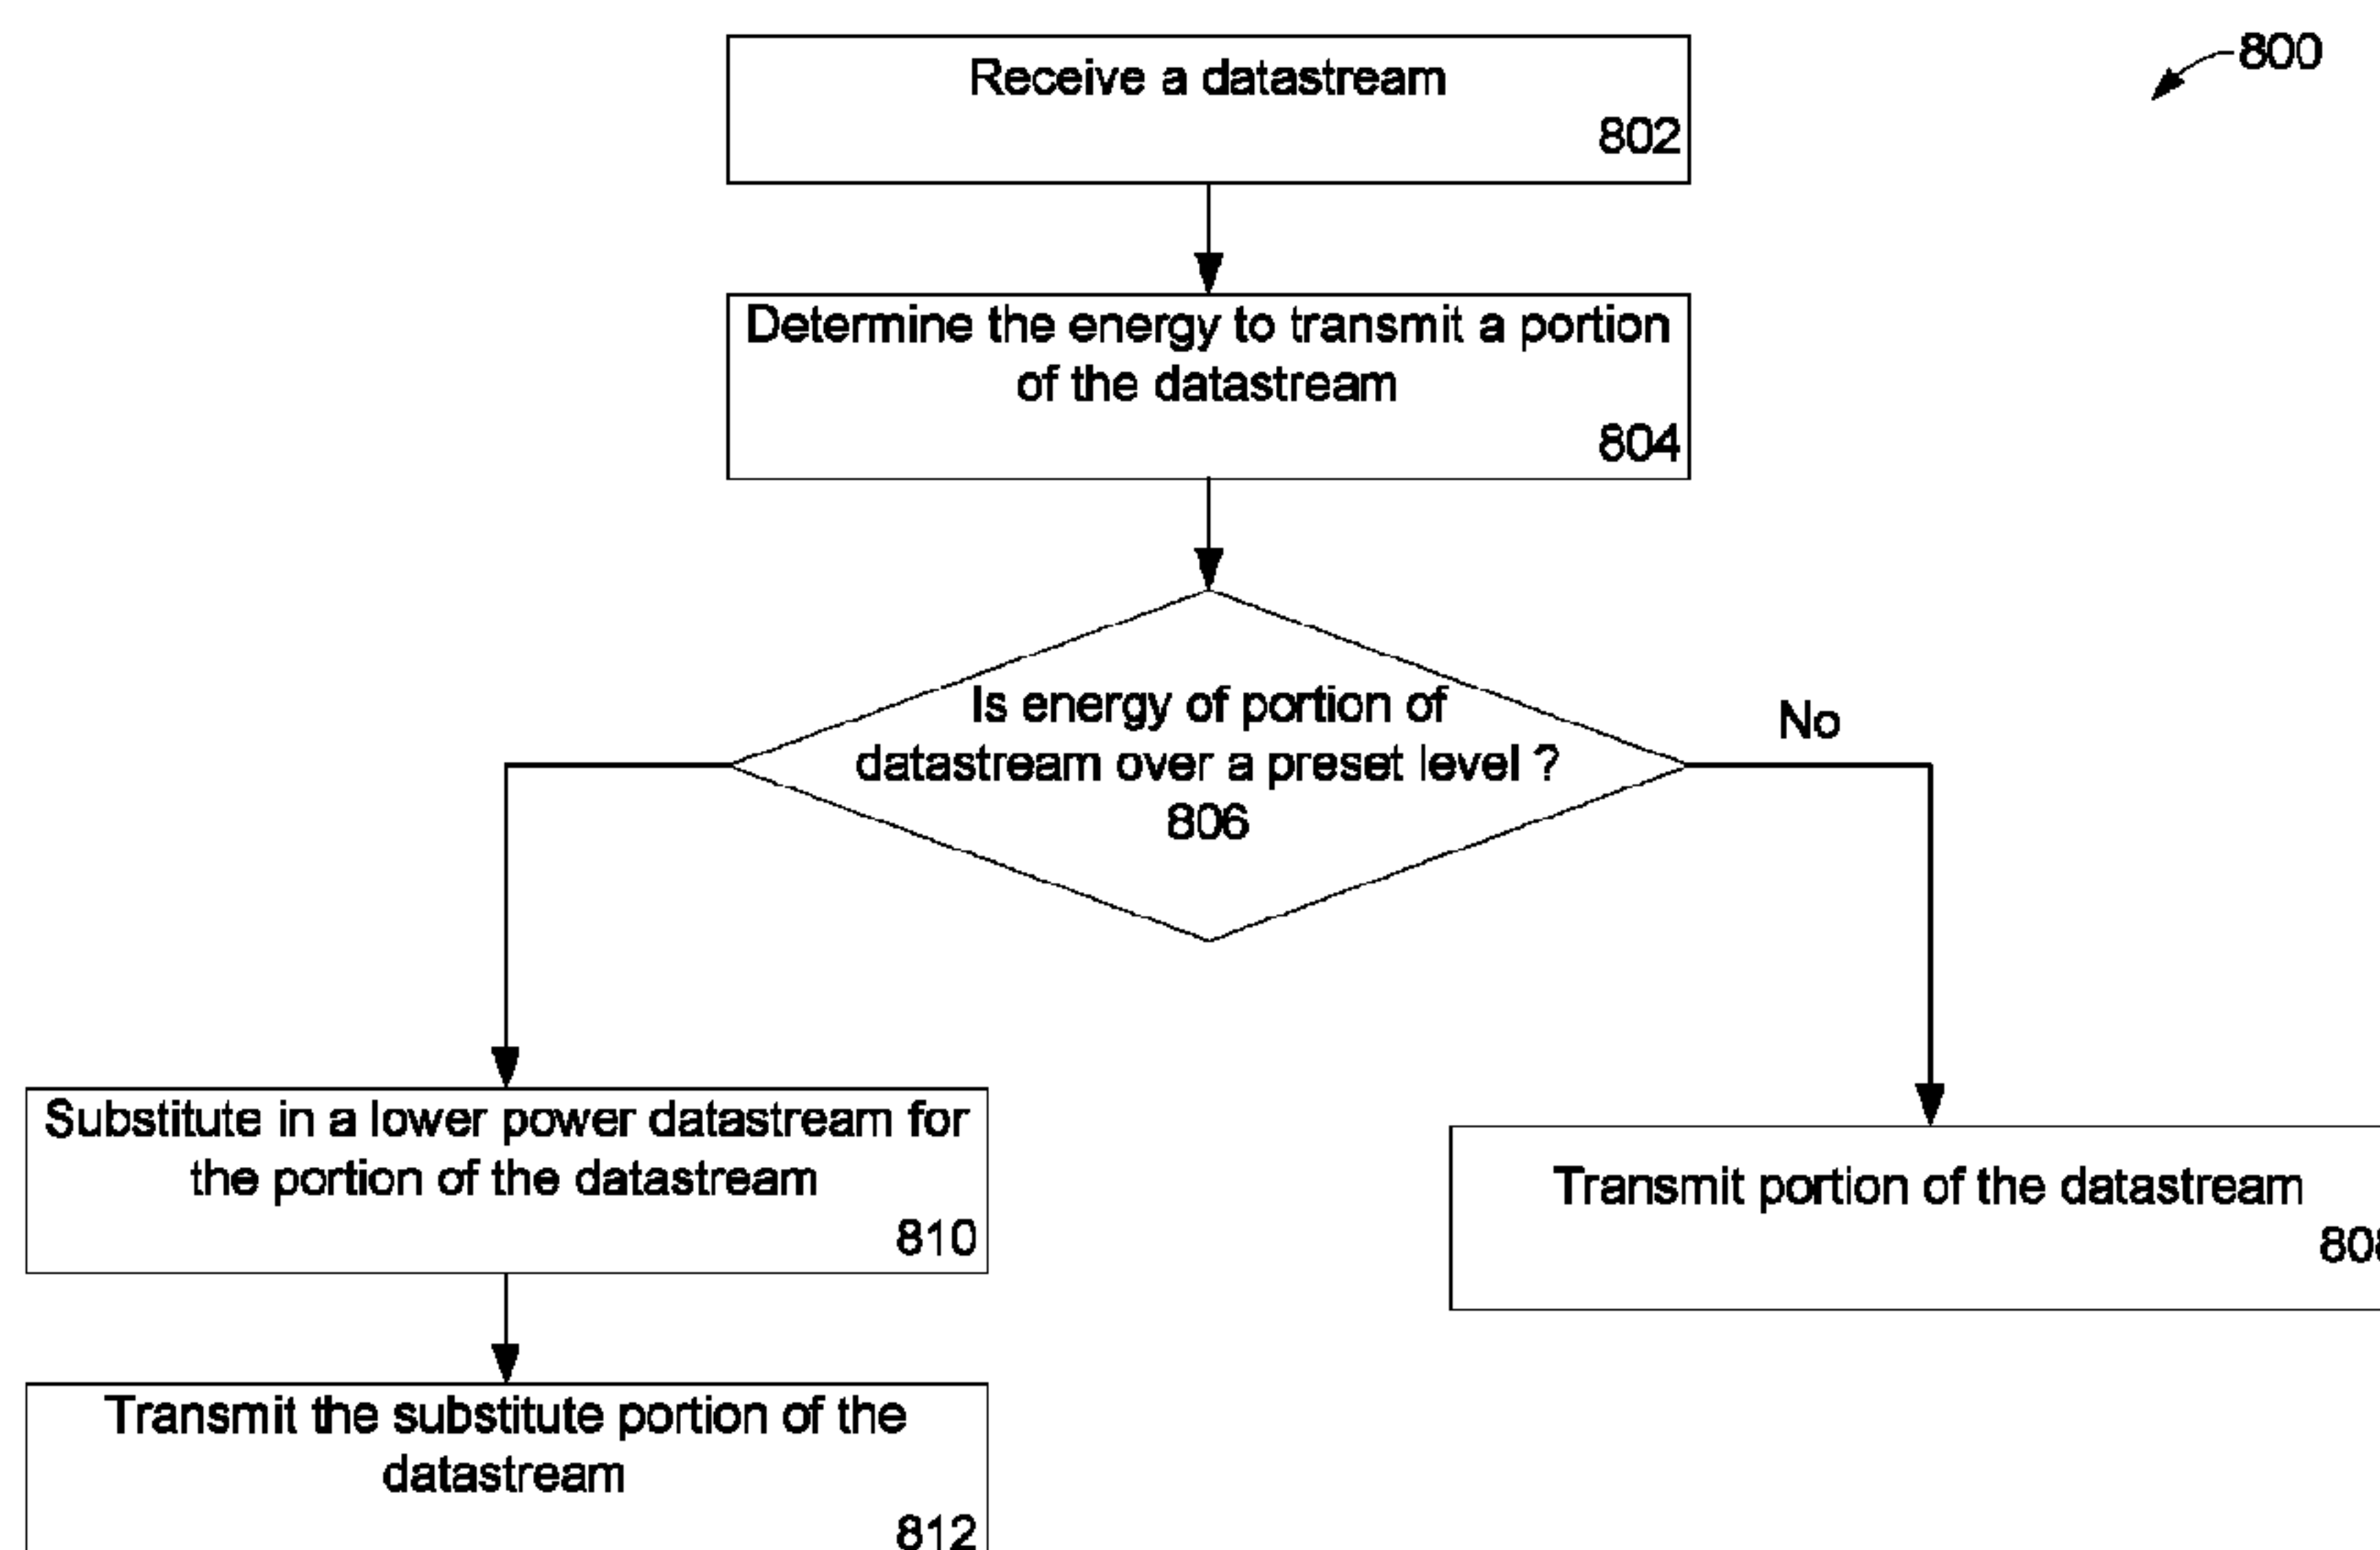 800
Receive a datastream
802
Determine the energy to transmit a portion
of the datastream
804
Is energy of portion of
datastream over a preset level ?
806
No
Substitute in a lower power datastream for
the portion of the datastream
810
Transmit portion of the datastream
808
Transmit the substitute portion of the
datastream
812